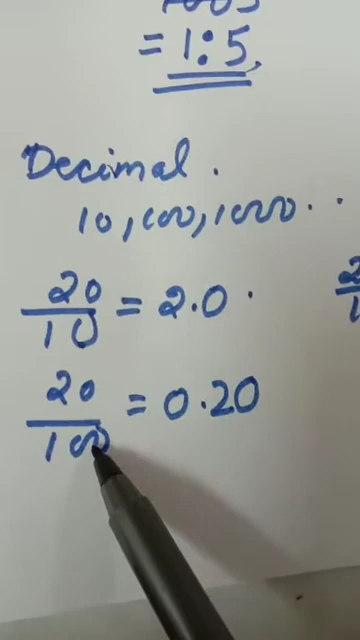 = 1:5
Decimal.
10, 100, 1000 ..
20/10 = 2.0.
20/100 = 0.20